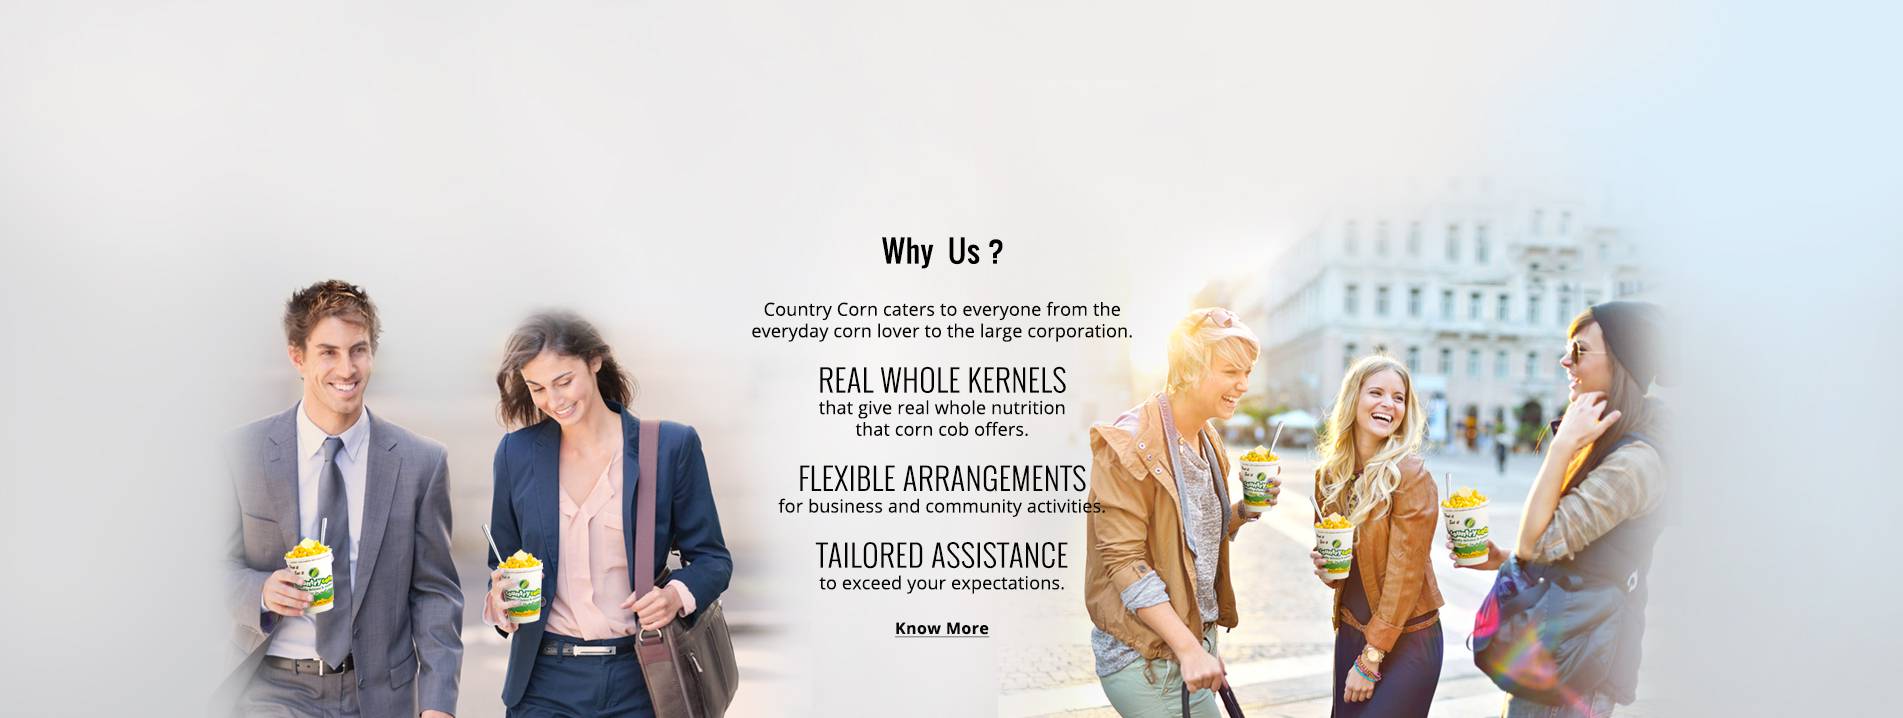 Why Us ?
Country Corn caters to everyone from the
everyday corn lover to the large corporation.
REAL WHOLE KERNELS
that give real whole nutrition
that corn cob offers.
FLEXIBLE ARRANGEMENTS
for business and community activities.
TAILORED ASSISTANCE
to exceed your expectations.
Know More